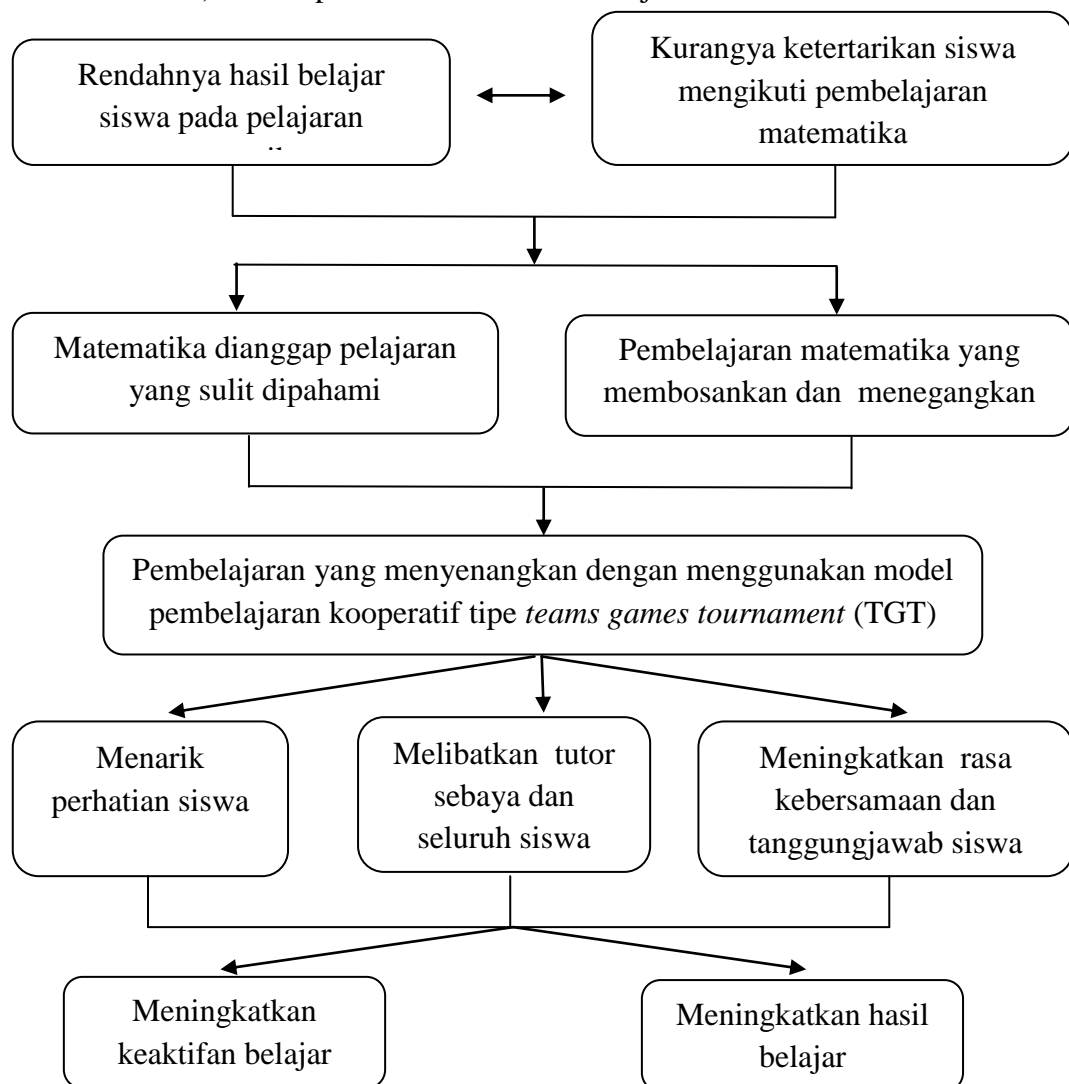 Rendahnya hasil belajar
siswa pada pelajaran
Kurangya ketertarikan siswa
mengikuti pembelajaran
matematika
Matematika dianggap pelajaran
yang sulit dipahami
Pembelajaran matematika yang
membosankan dan menegangkan
Pembelajaran yang menyenangkan dengan menggunakan model
pembelajaran kooperatif tipe teams games tournament (TGT)
Menarik
perhatian siswa
Melibatkan tutor
sebaya dan
seluruh siswa
Meningkatkan rasa
kebersamaan dan
tanggungjawab siswa
Meningkatkan
keaktifan belajar
Meningkatkan hasil
belajar